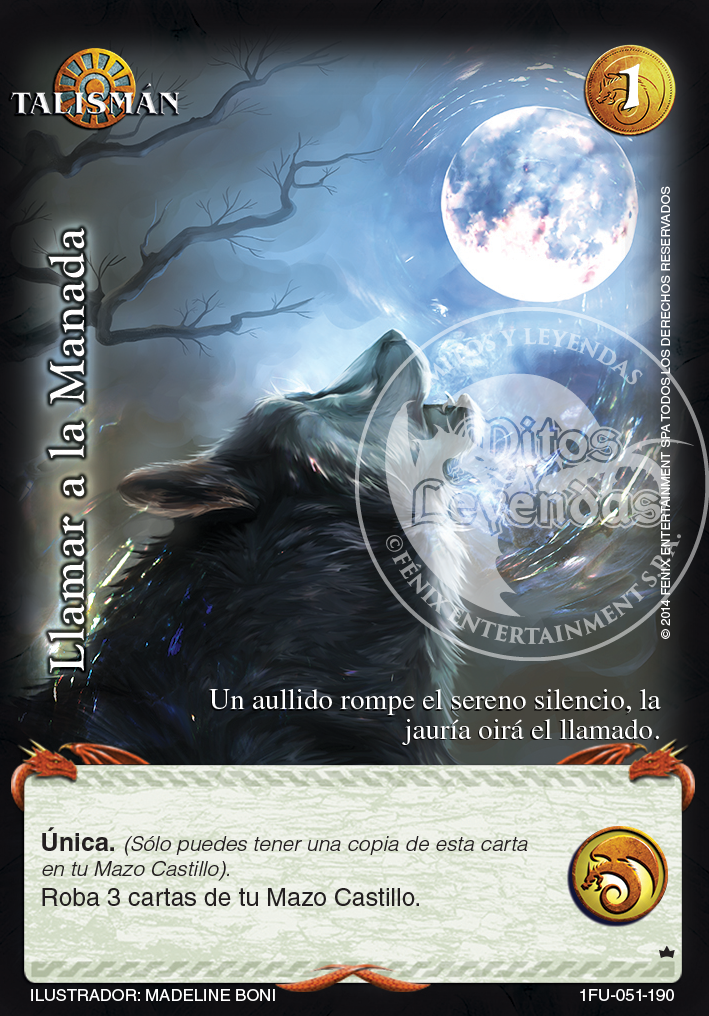 TALISMÁN
1
Llamar a la Manada
MITOS Y LEYENDAS
Mitos
Leyendas
© FÉNIX ENTERTAINMENT S.P.A.
© 2014 FÉNIX ENTERTAINMENT SPA TODOS LOS DERECHOS RESERVADOS
Un aullido rompe el sereno silencio, la
jauría oirá el llamado.
Única. (Sólo puedes tener una copia de esta carta
en tu Mazo Castillo).
Roba 3 cartas de tu Mazo Castillo.
ILUSTRADOR: MADELINE BONI
1FU-051-190